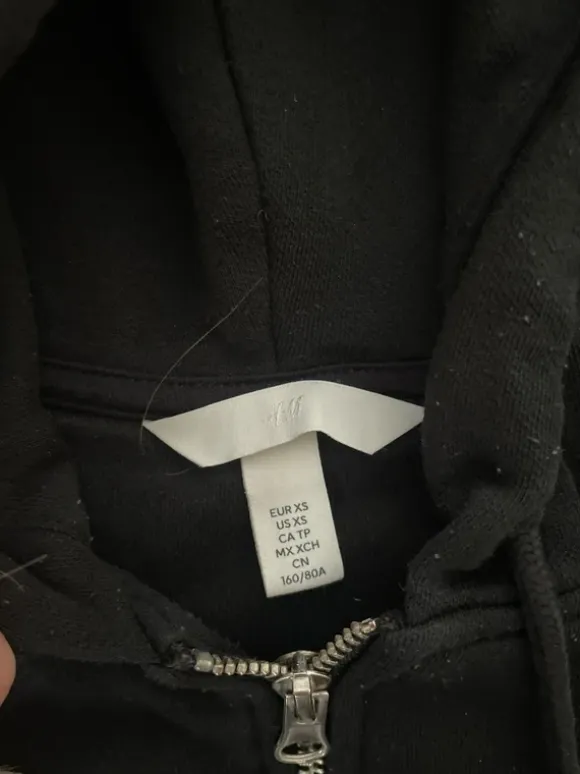 H&M
EUR XS
US XS
CA TP
MX XCH
CN
160/80A